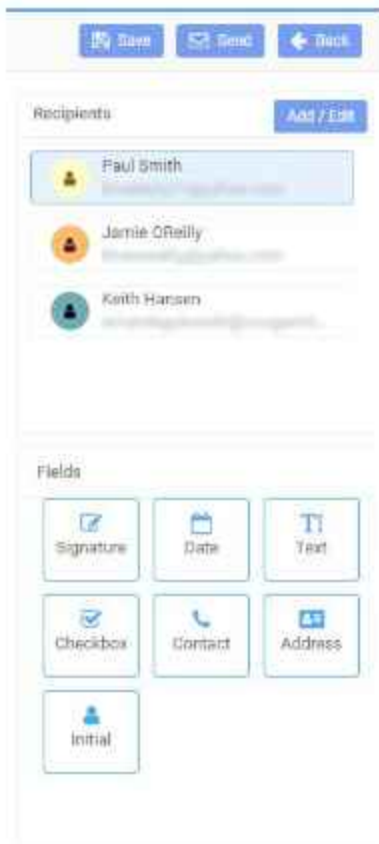 Save Send Back
Recipients Add / Edit
Paul Smith
Jamie OReilly
Keith Hansen
Fields
Signature Date Text
Checkbox Contact Address
Initial